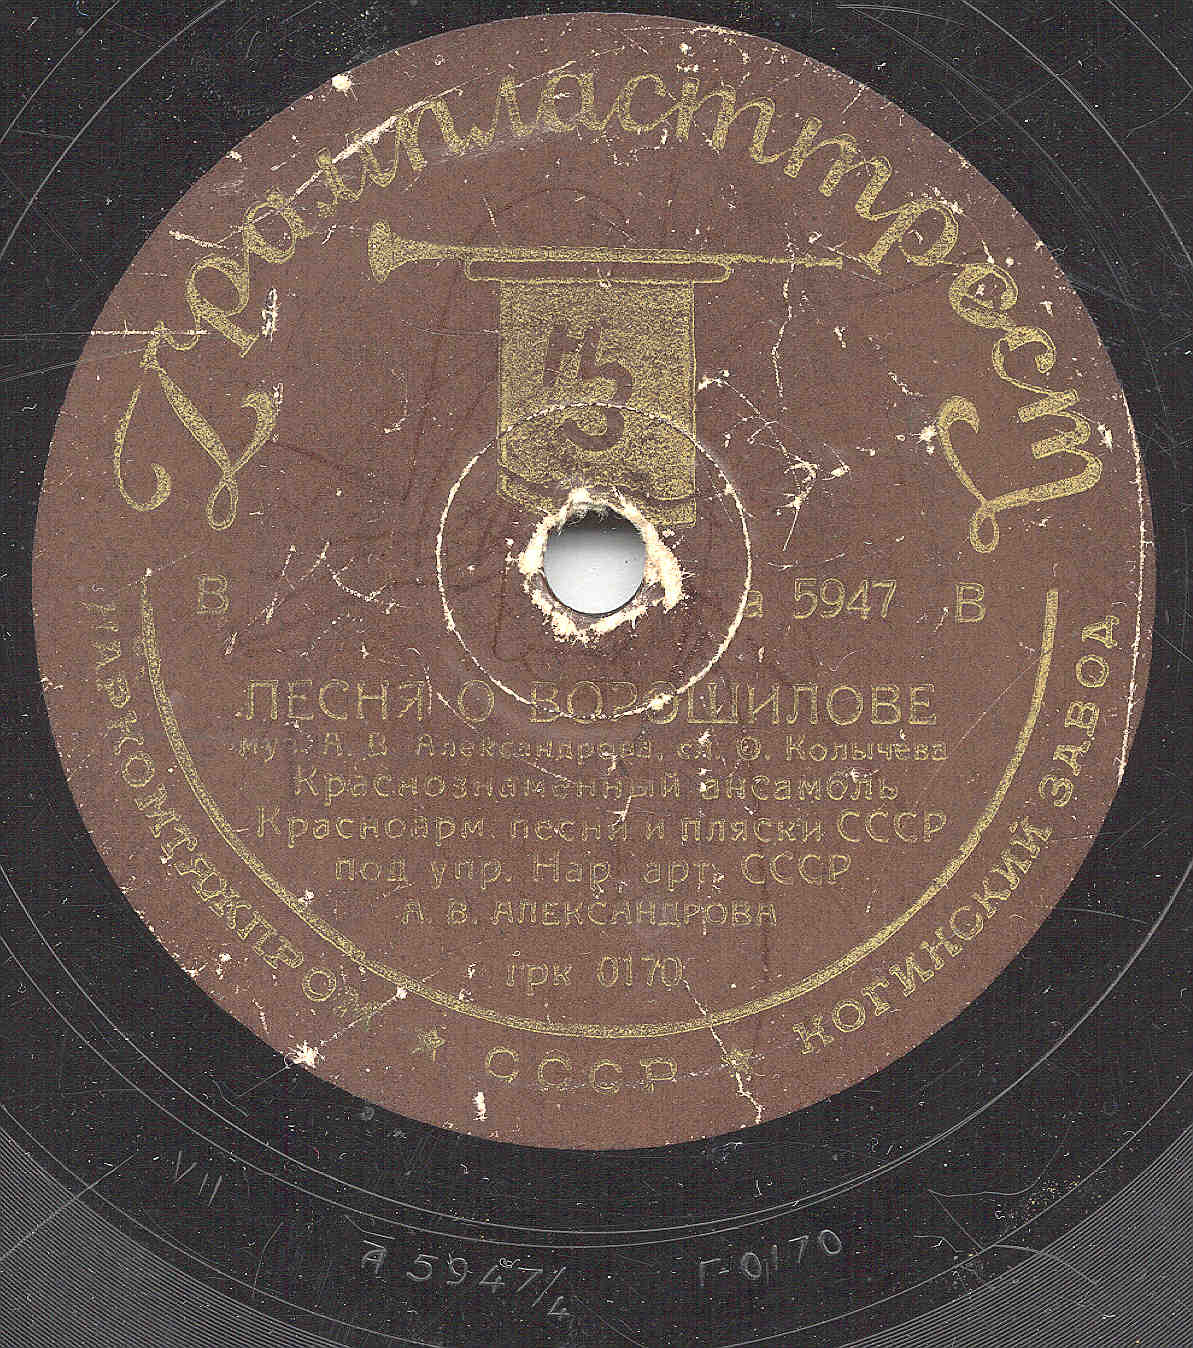 Грампласттрест
В а 5947 В
ПЕСНЯ О ВОРОШИЛОВЕ
муз. А. В. Александрова, сл. О. Колычева
Краснознаменный ансамбль
Красноарм. песни и пляски СССР
под упр. Нар. арт. СССР
А. В. АЛЕКСАНДРОВА
грк 0170
НАРКОМТЯЖПРОМ ★ СССР ★ НОГИНСКИЙ ЗАВОД
VII
А 5947/4
Г-0170